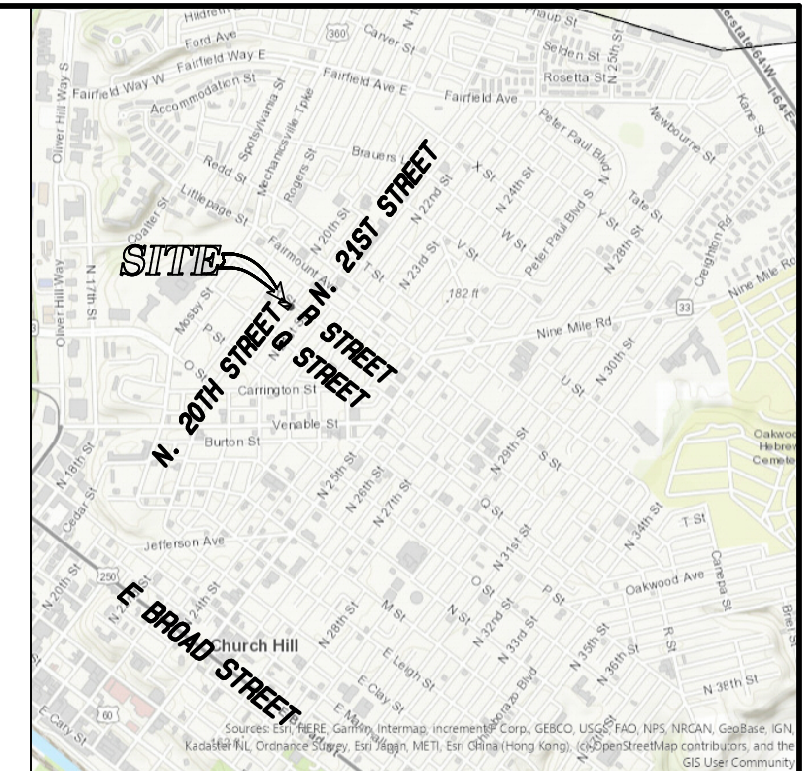 Ford Ave
360
Carver St
Selden St
N 25th St
Rosetta St
Fairfield Way W
Fairfield Way E
Fairfield Ave E
Fairfield Ave
Accommodation St
Oliver Hill Way S
Spotsylvania St
Mechanicsville Tpke
Rogers St
Redd St
Littlepage St
Coalter St
Newbourne St
Kane St
Peter Paul Blvd N
N. 21ST STREET
X St
N 24th St
N 22nd St
N 20th St
Tate St
Y St
W St
V St
N 28th St
Peter Paul Blvd S
Creighton Rd
N 23rd St
T St
SITE
N 17th St
Oliver Hill Way
Mosby St
182 ft
33
Nine Mile Rd
Nine Mile Rd
R STREET
Q STREET
N. 20TH STREET
P St
O St
Carrington St
Venable St
Burton St
U St
N 30th St
N 18th St
Cedar St
N 25th St
N 26th St
N 27th St
N 29th St
S St
Q St
N 31st St
N 34th St
T St
Jefferson Ave
250
N 20th St
E BROAD STREET
Church Hill
N 28th St
M St
N St
O St
P St
Oakwood Ave
Canepa St
N 32nd St
N 33rd St
N 35th St
N 36th St
R St
N 38th St
E Leigh St
E Clay St
60
E Cary St
Sources: Esri, HERE, Garmin, Intermap, increment P Corp., GEBCO, USGS, FAO, NPS, NRCAN, GeoBase, IGN,
Kadaster NL, Ordnance Survey, Esri Japan, METI, Esri China (Hong Kong), (c) OpenStreetMap contributors, and the
GIS User Community